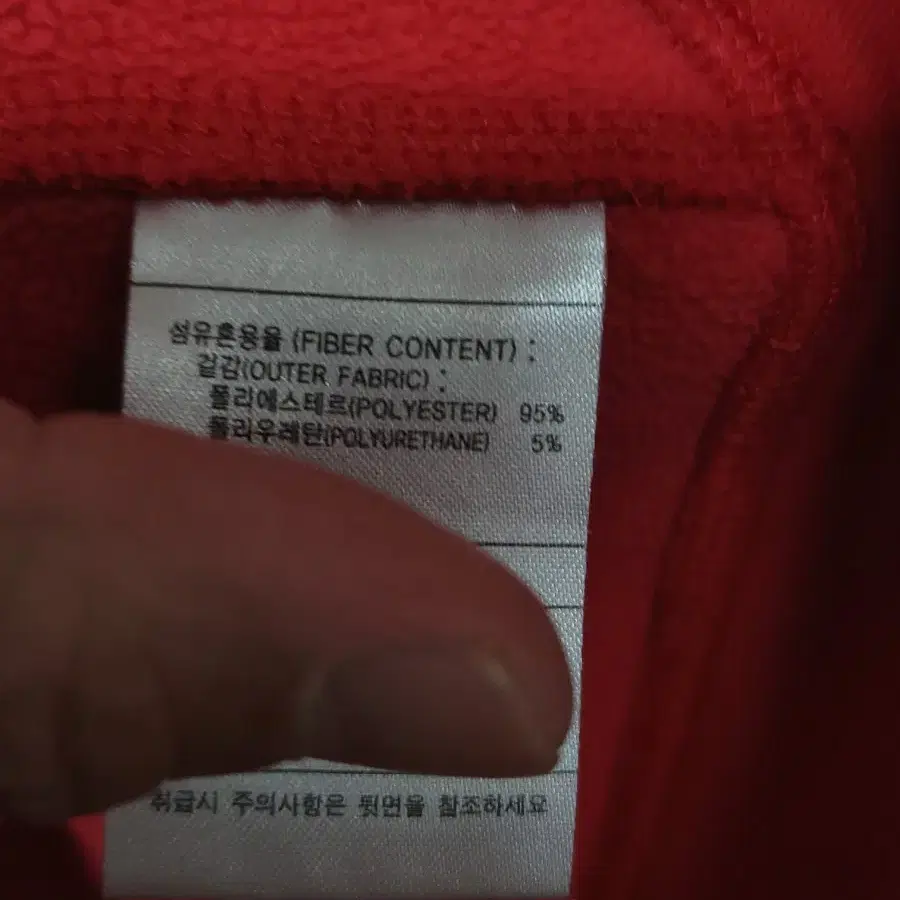 섬유혼용율 (FIBER CONTENT) :
겉감(OUTER FABRIC) :
폴리에스테르(POLYESTER) 95%
폴리우레탄(POLYURETHANE) 5%
취급시 주의사항은 뒷면을 참조하세요